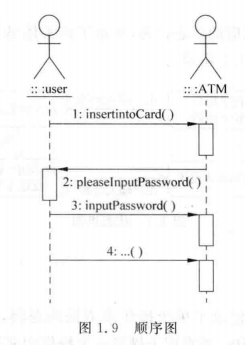 :: :user
:: :ATM
1: insertintoCard( )
2: pleaseInputPassword( )
3: inputPassword( )
4: ...( )
图 1.9 顺序图